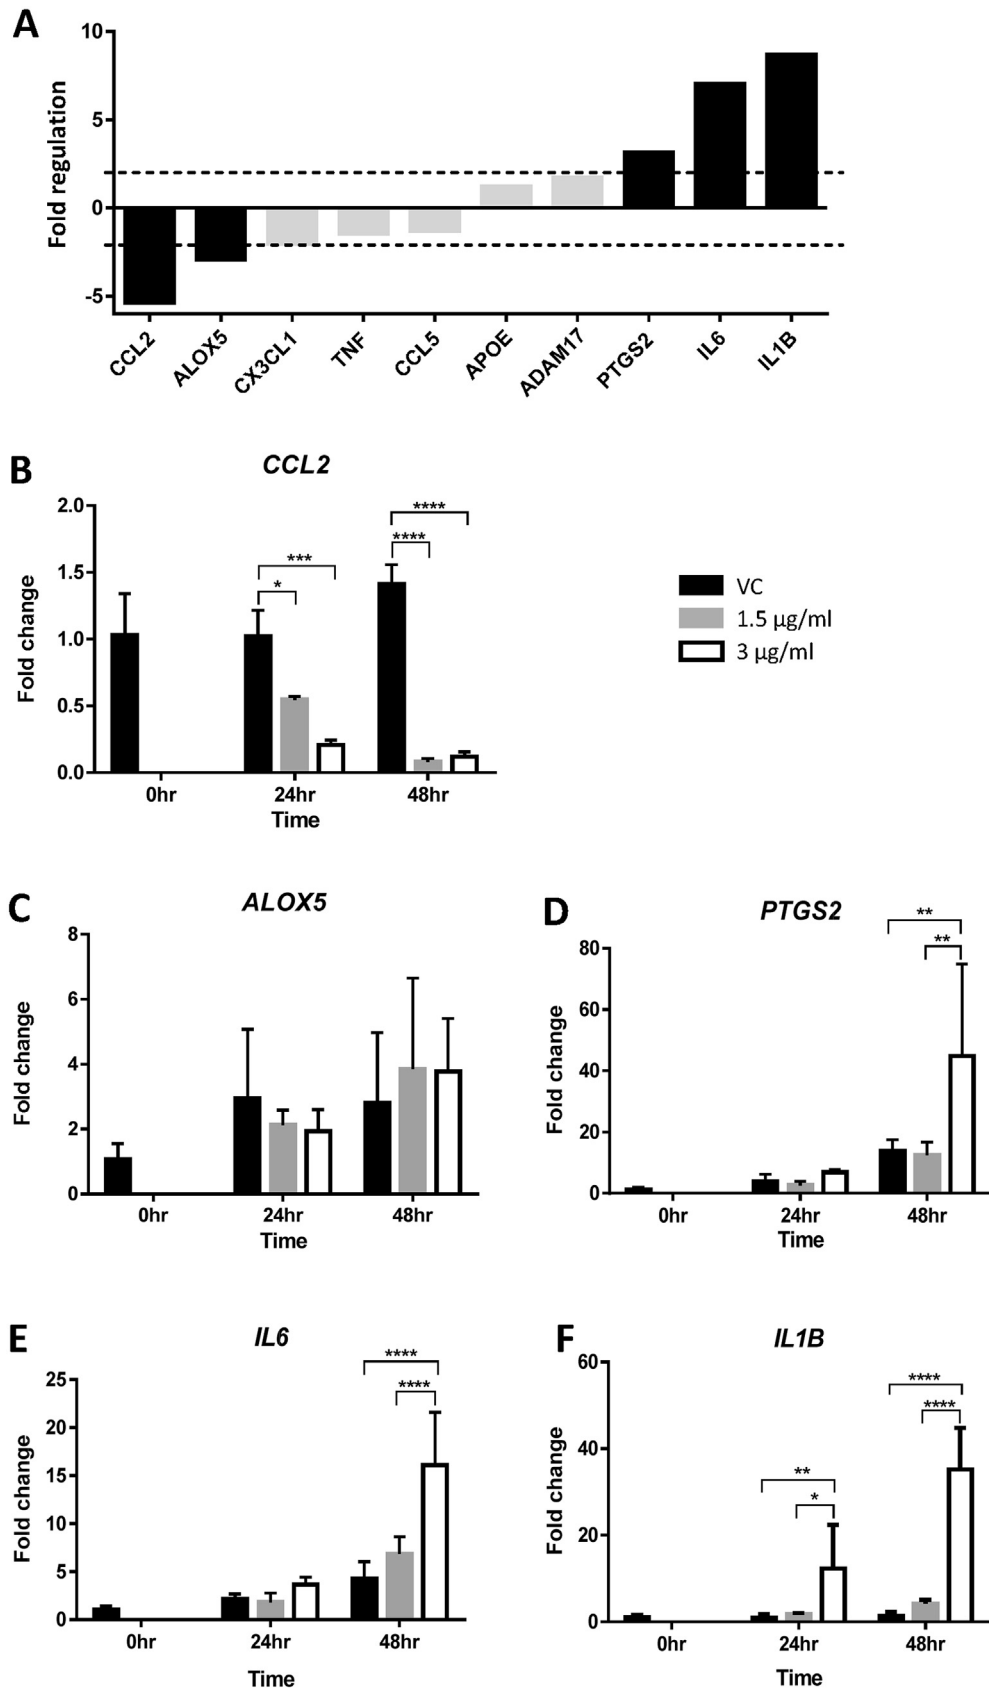 A
Fold regulation
10
5
0
-5
CCL2
ALOX5
CX3CL1
TNF
CCL5
APOE
ADAM17
PTGS2
IL6
IL1B
B
CCL2
Fold change
2.0
1.5
1.0
0.5
0.0
* *** **** ****
0hr 24hr 48hr
Time
VC
1.5 µg/ml
3 µg/ml
C
ALOX5
Fold change
8
6
4
2
0
0hr 24hr 48hr
Time
D
PTGS2
Fold change
80
60
40
20
0
**
**
0hr 24hr 48hr
Time
E
IL6
Fold change
25
20
15
10
5
0
****
****
0hr 24hr 48hr
Time
F
IL1B
Fold change
60
40
20
0
**
*
****
****
0hr 24hr 48hr
Time